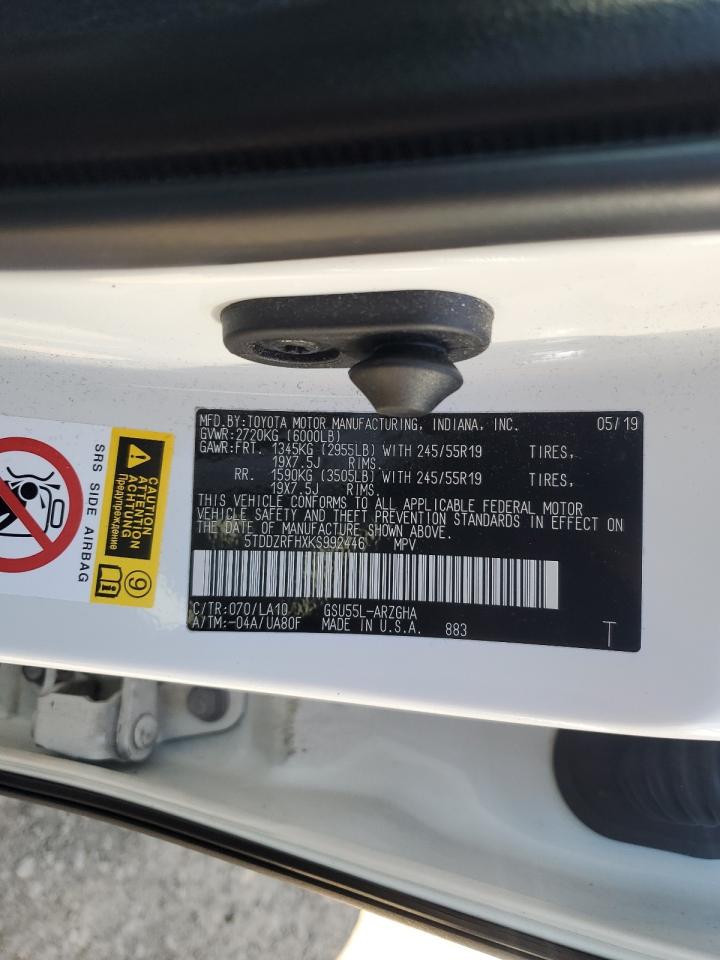 MFD.BY:TOYOTA MOTOR MANUFACTURING, INDIANA, INC. 05/19
GVWR:2720KG (6000LB)
GAWR:FRT. 1345KG (2955LB) WITH 245/55R19 TIRES,
19X7.5J RIMS.
RR. 1590KG (3505LB) WITH 245/55R19 TIRES,
19X7.5J RIMS.
THIS VEHICLE CONFORMS TO ALL APPLICABLE FEDERAL MOTOR
VEHICLE SAFETY AND THEFT PREVENTION STANDARDS IN EFFECT ON
THE DATE OF MANUFACTURE SHOWN ABOVE.
5TDDZRFHXKS992446 MPV
C/TR:070/LA10 GSU55L-ARZGHA
A/TM:-04A/UA80F MADE IN U.S.A. 883 T
CAUTION
ATTENTION
ACHTUNG
Предупреждение
9
SRS SIDE AIRBAG